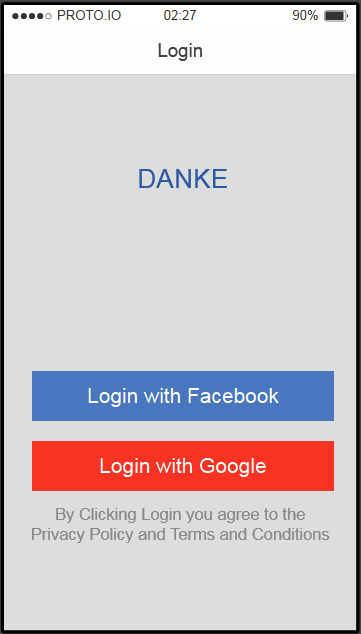 PROTO.IO 02:27 90%
Login
DANKE
Login with Facebook
Login with Google
By Clicking Login you agree to the
Privacy Policy and Terms and Conditions